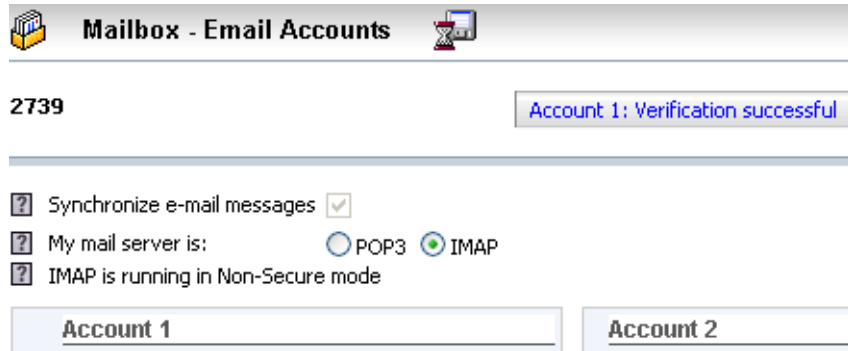 Mailbox - Email Accounts
2739 Account 1: Verification successful
? Synchronize e-mail messages
? My mail server is: POP3 IMAP
? IMAP is running in Non-Secure mode
Account 1 Account 2